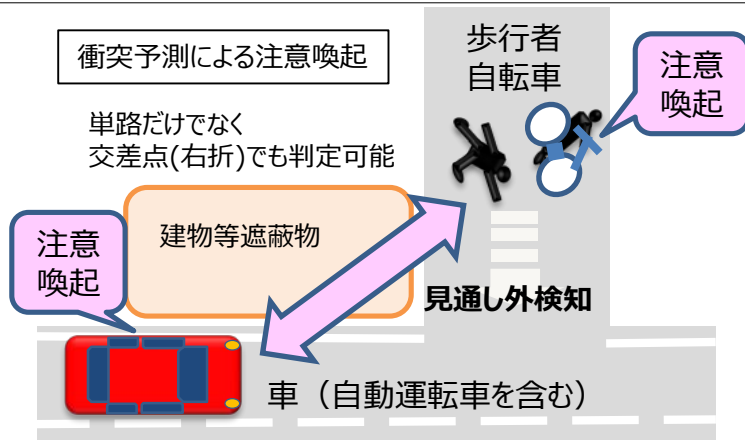 衝突予測による注意喚起
歩行者
自転車
注意
喚起
単路だけでなく
交差点(右折)でも判定可能
建物等遮蔽物
注意
喚起
見通し外検知
車（自動運転車を含む）